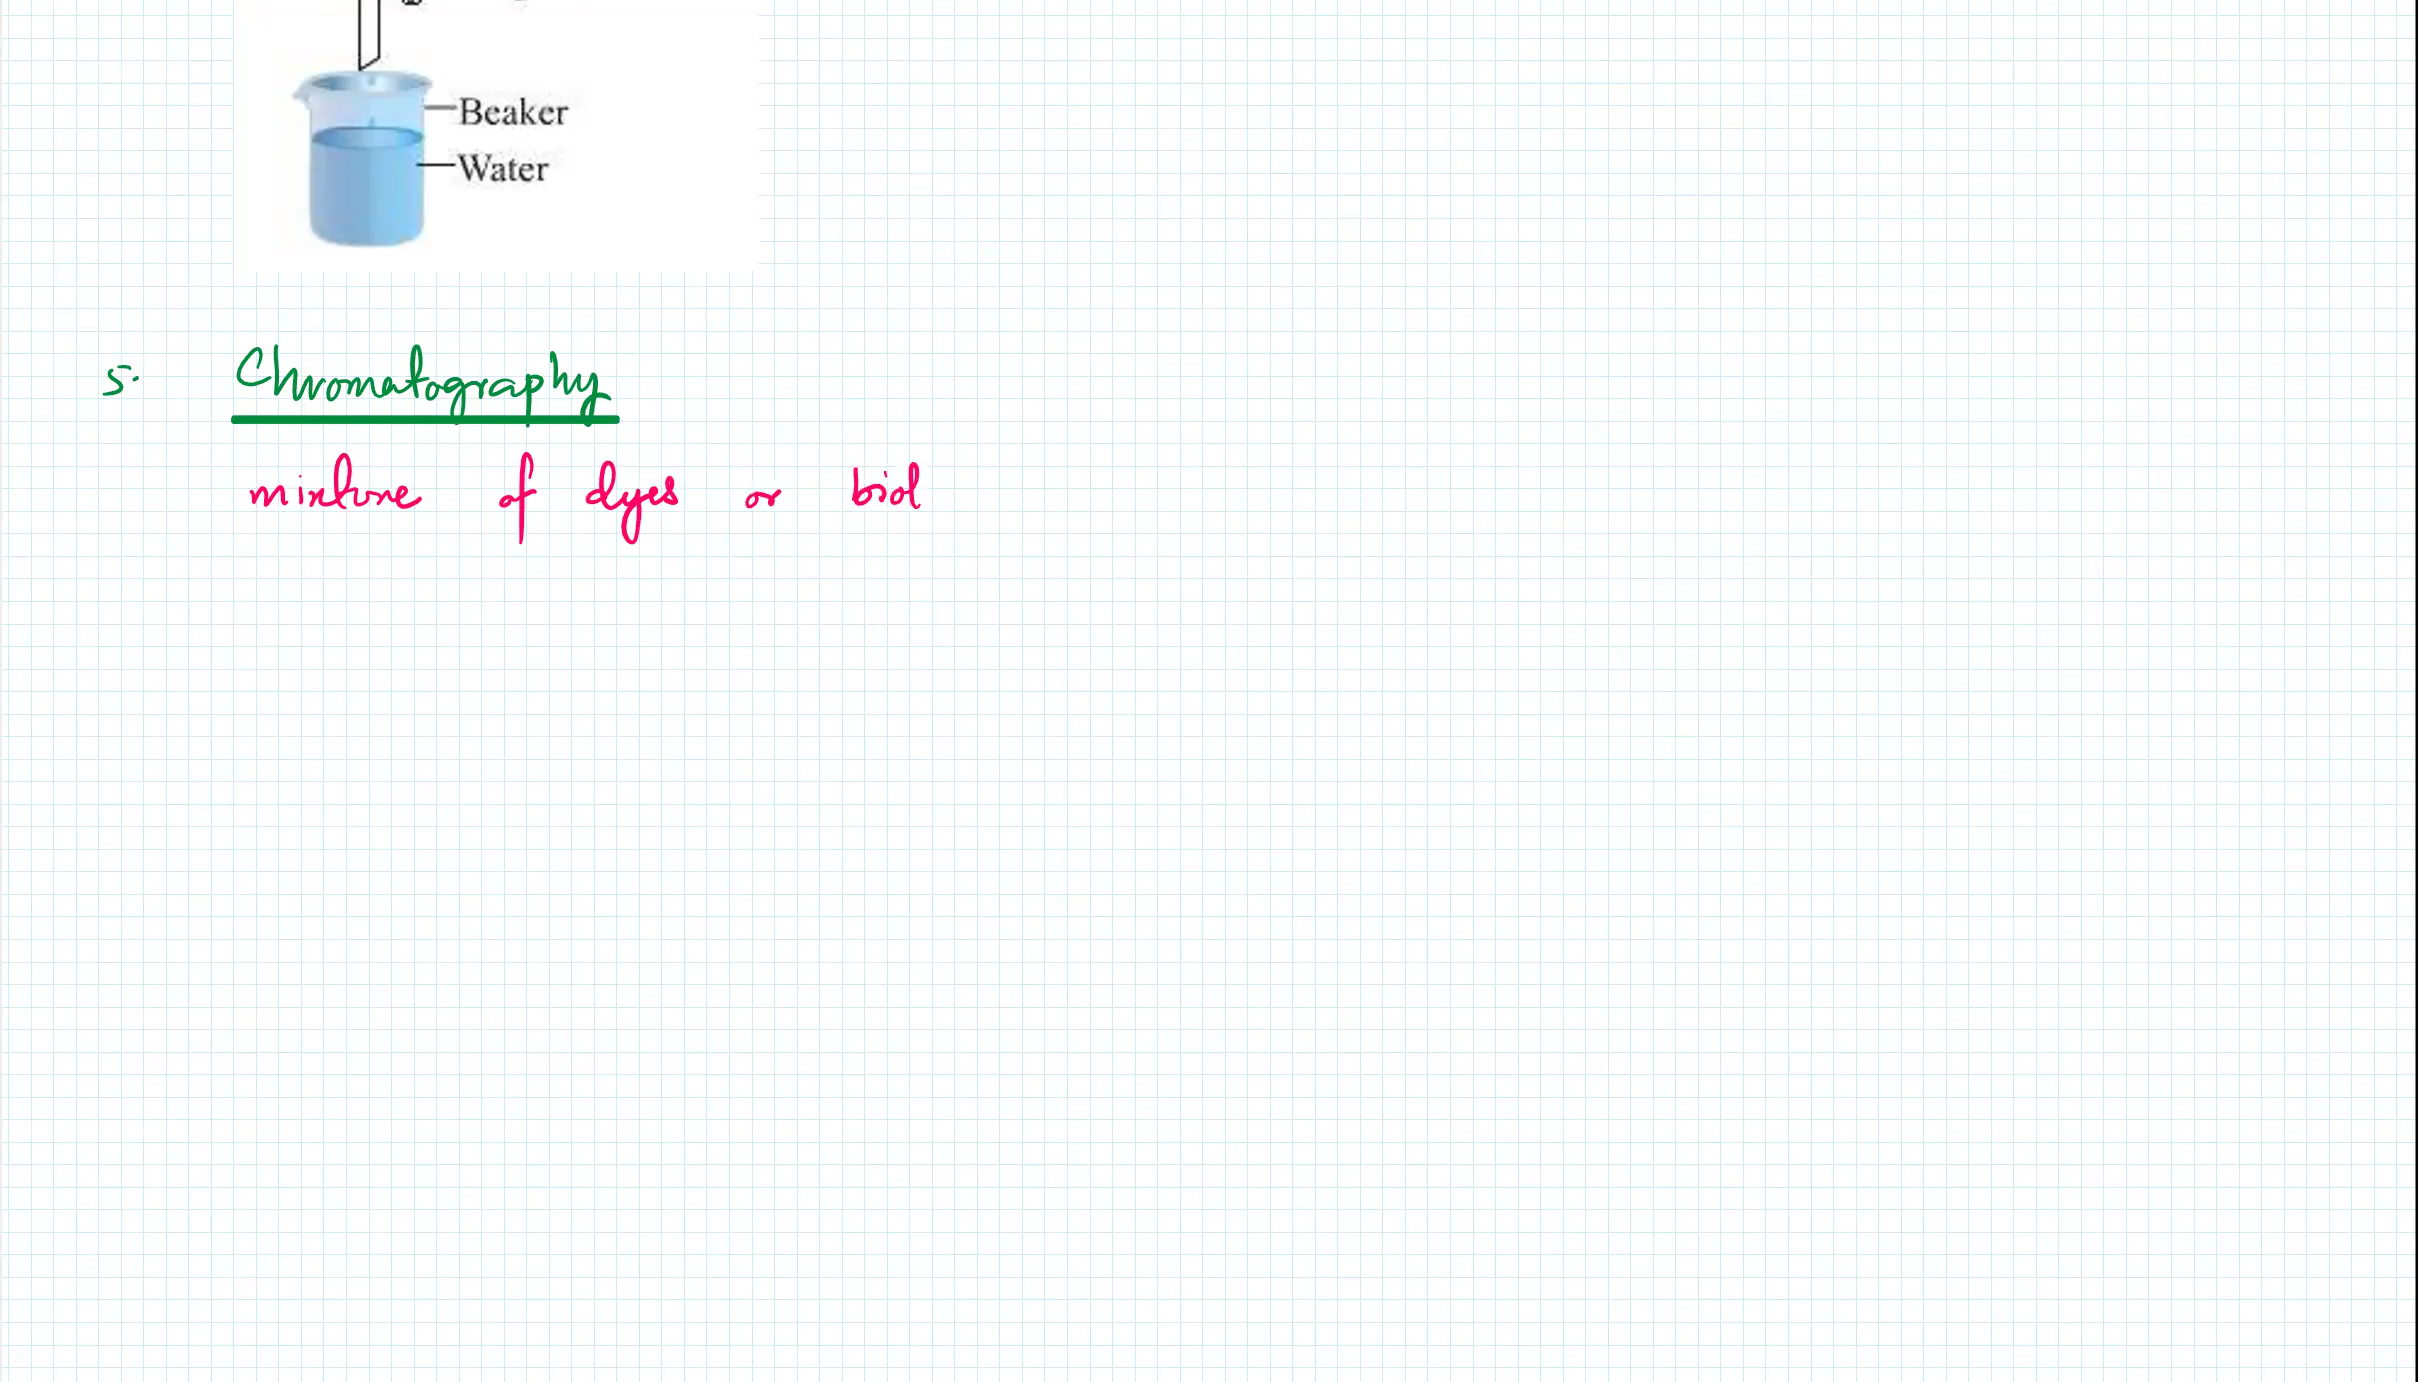 Beaker
Water
5. Chromatography
mixture of dyes or biol